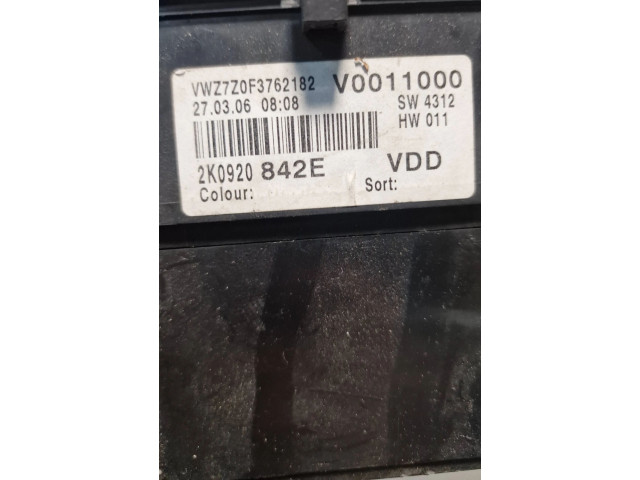 VWZ7Z0F3762182 V0011000
27.03.06 08:08 SW 4312
HW 011
2K0920 842E VDD
Colour: Sort: